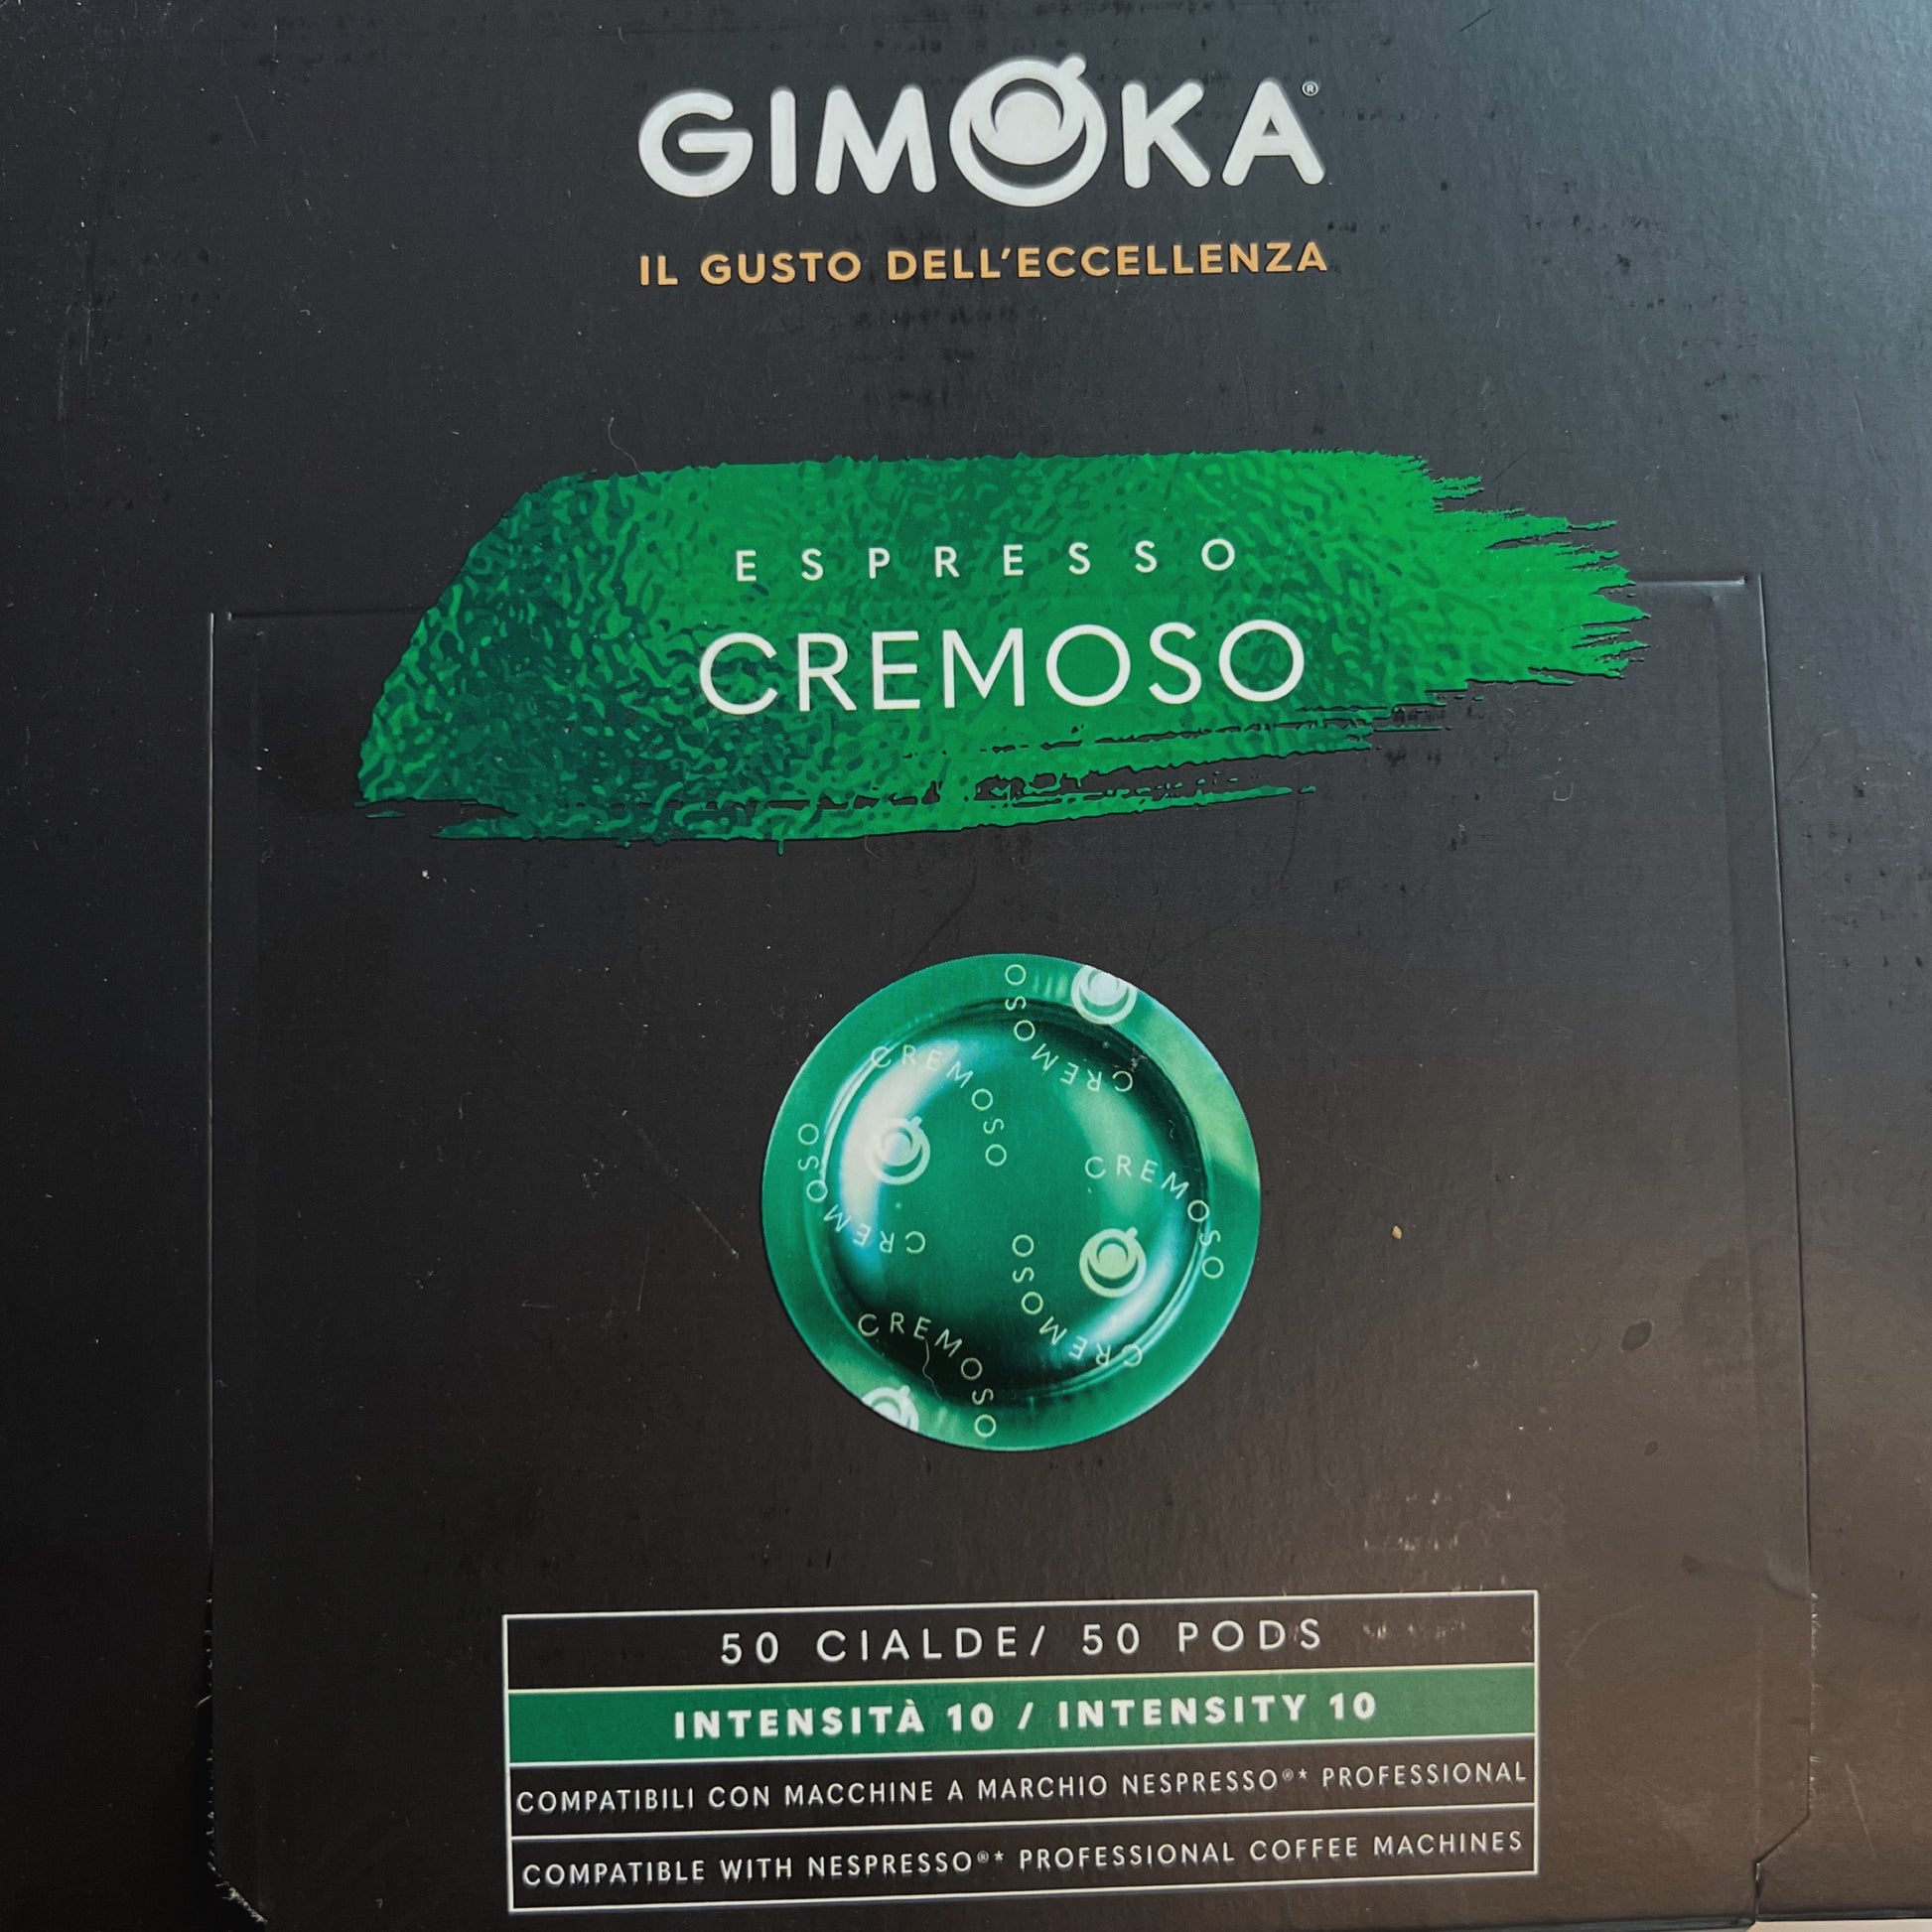 GIMOKA®
IL GUSTO DELL'ECCELLENZA
ESPRESSO
CREMOSO
CREMOSO
CREMOSO
CREMOSO
CREMOSO
CREMOSO
CREMOSO
50 CIALDE/ 50 PODS
INTENSITÀ 10 / INTENSITY 10
COMPATIBILI CON MACCHINE A MARCHIO NESPRESSO®* PROFESSIONAL
COMPATIBLE WITH NESPRESSO®* PROFESSIONAL COFFEE MACHINES